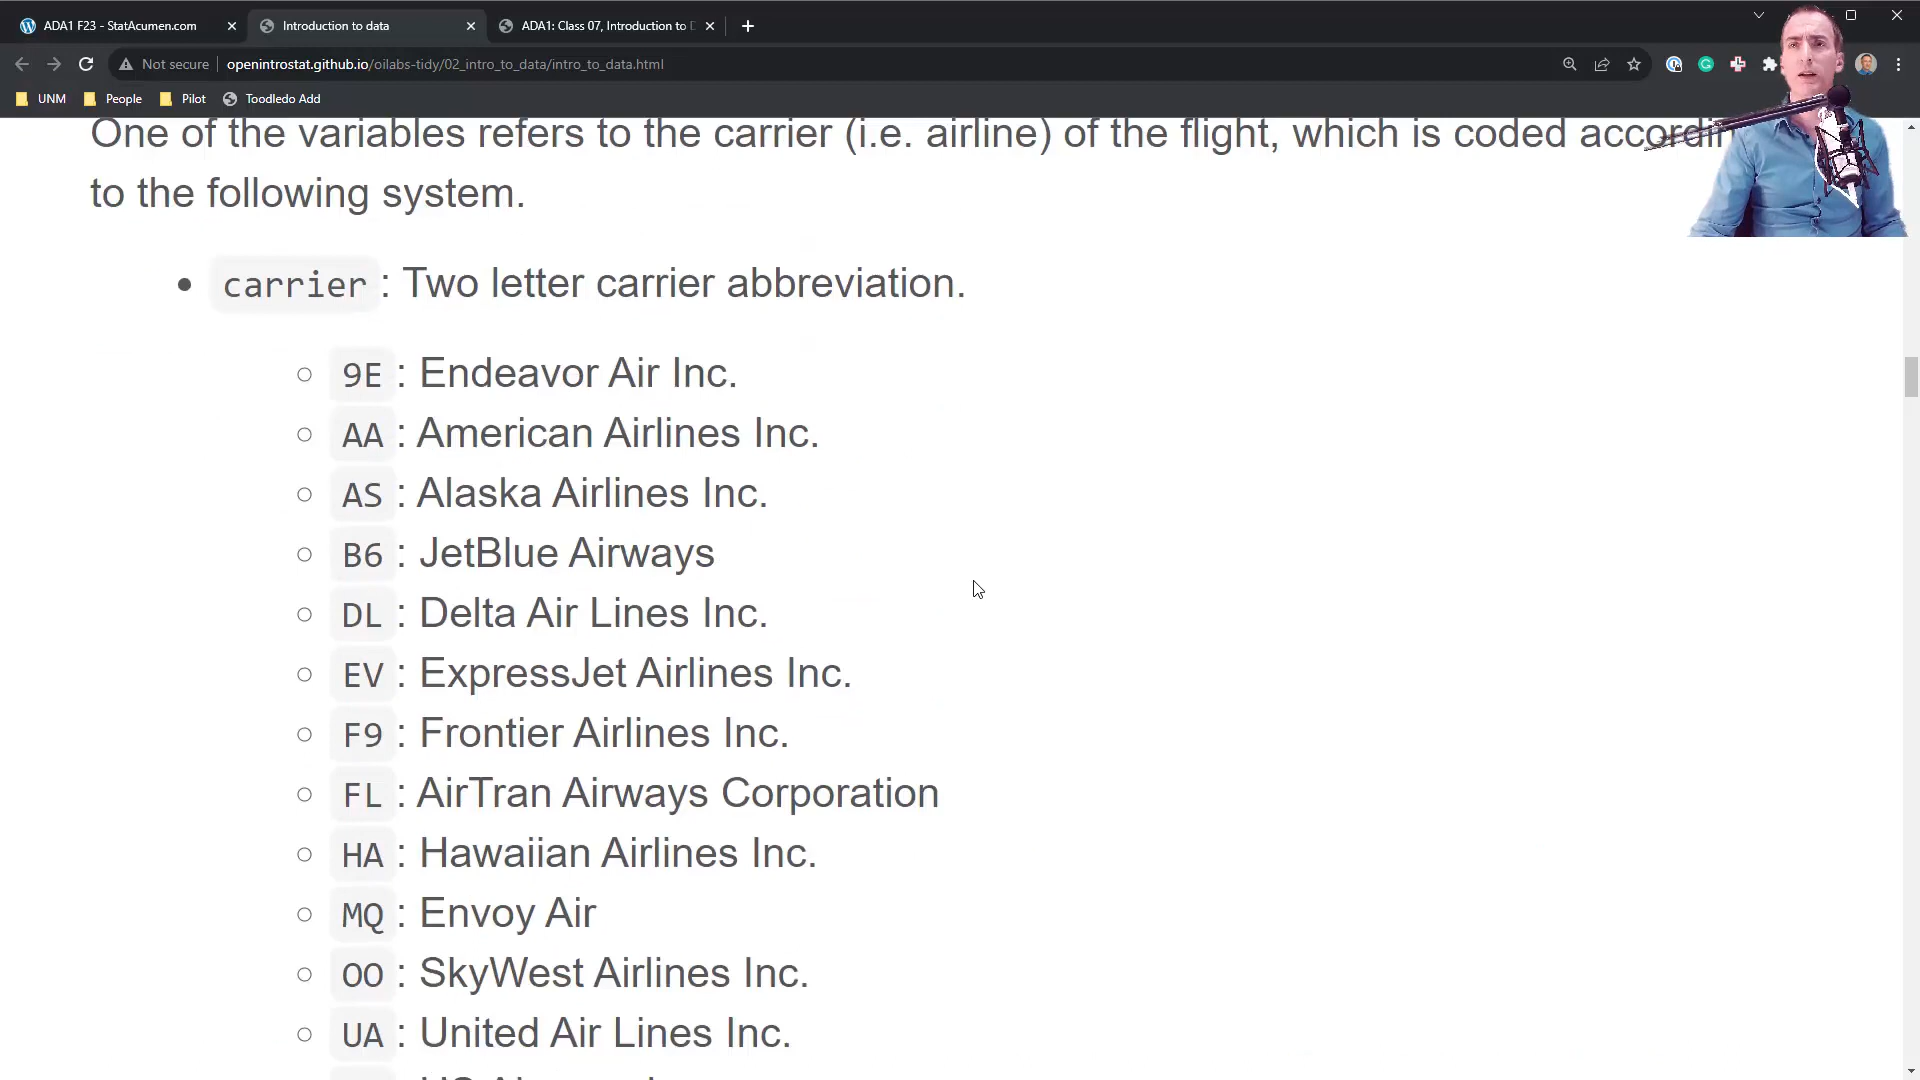 ADA1 F23 - StatAcumen.com
Introduction to data
ADA1: Class 07, Introduction to D
Not secure
openintrostat.github.io/oilabs-tidy/02_intro_to_data/intro_to_data.html
UNM
People
Pilot
Toodledo Add
One of the variables refers to the carrier (i.e. airline) of the flight, which is coded accordin
to the following system.
carrier : Two letter carrier abbreviation.
9E : Endeavor Air Inc.
AA : American Airlines Inc.
AS : Alaska Airlines Inc.
B6 : JetBlue Airways
DL : Delta Air Lines Inc.
EV : ExpressJet Airlines Inc.
F9 : Frontier Airlines Inc.
FL : AirTran Airways Corporation
HA : Hawaiian Airlines Inc.
MQ : Envoy Air
OO : SkyWest Airlines Inc.
UA : United Air Lines Inc.